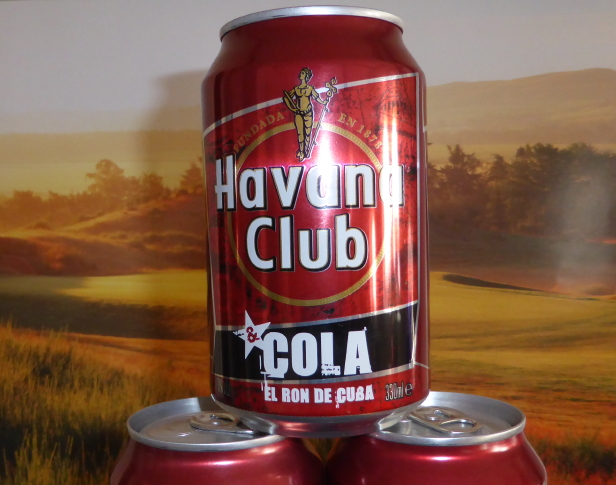 FUNDADA EN 1878
Havana
Club
& COLA
EL RON DE CUBA 330ml e